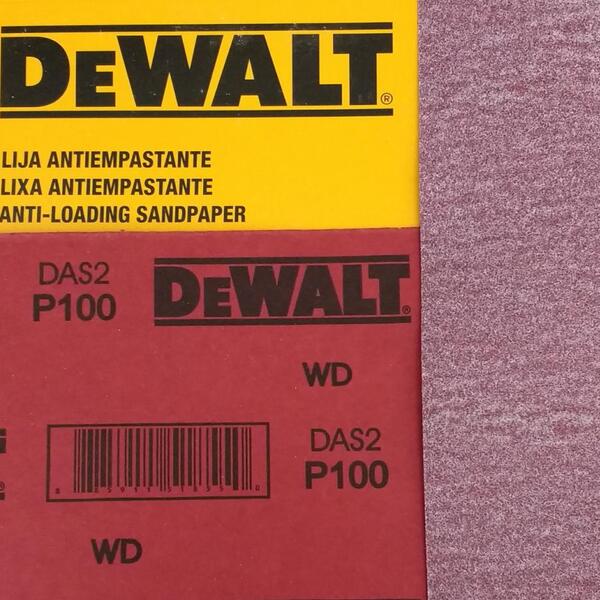 DEWALT®
LIJA ANTIEMPASTANTE
LIXA ANTIEMPASTANTE
ANTI-LOADING SANDPAPER
DAS2
P100
DEWALT®
WD
DAS2
P100
WD